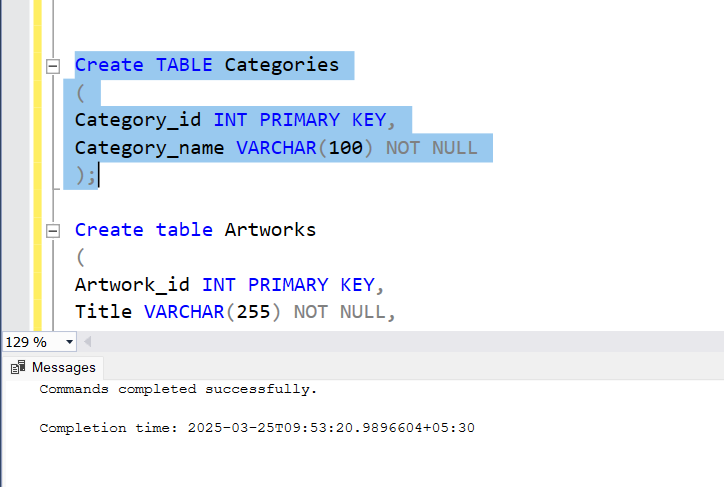 Create TABLE Categories
(
Category_id INT PRIMARY KEY,
Category_name VARCHAR(100) NOT NULL
);
Create table Artworks
(
Artwork_id INT PRIMARY KEY,
Title VARCHAR(255) NOT NULL,
129 %
Messages
Commands completed successfully.
Completion time: 2025-03-25T09:53:20.9896604+05:30